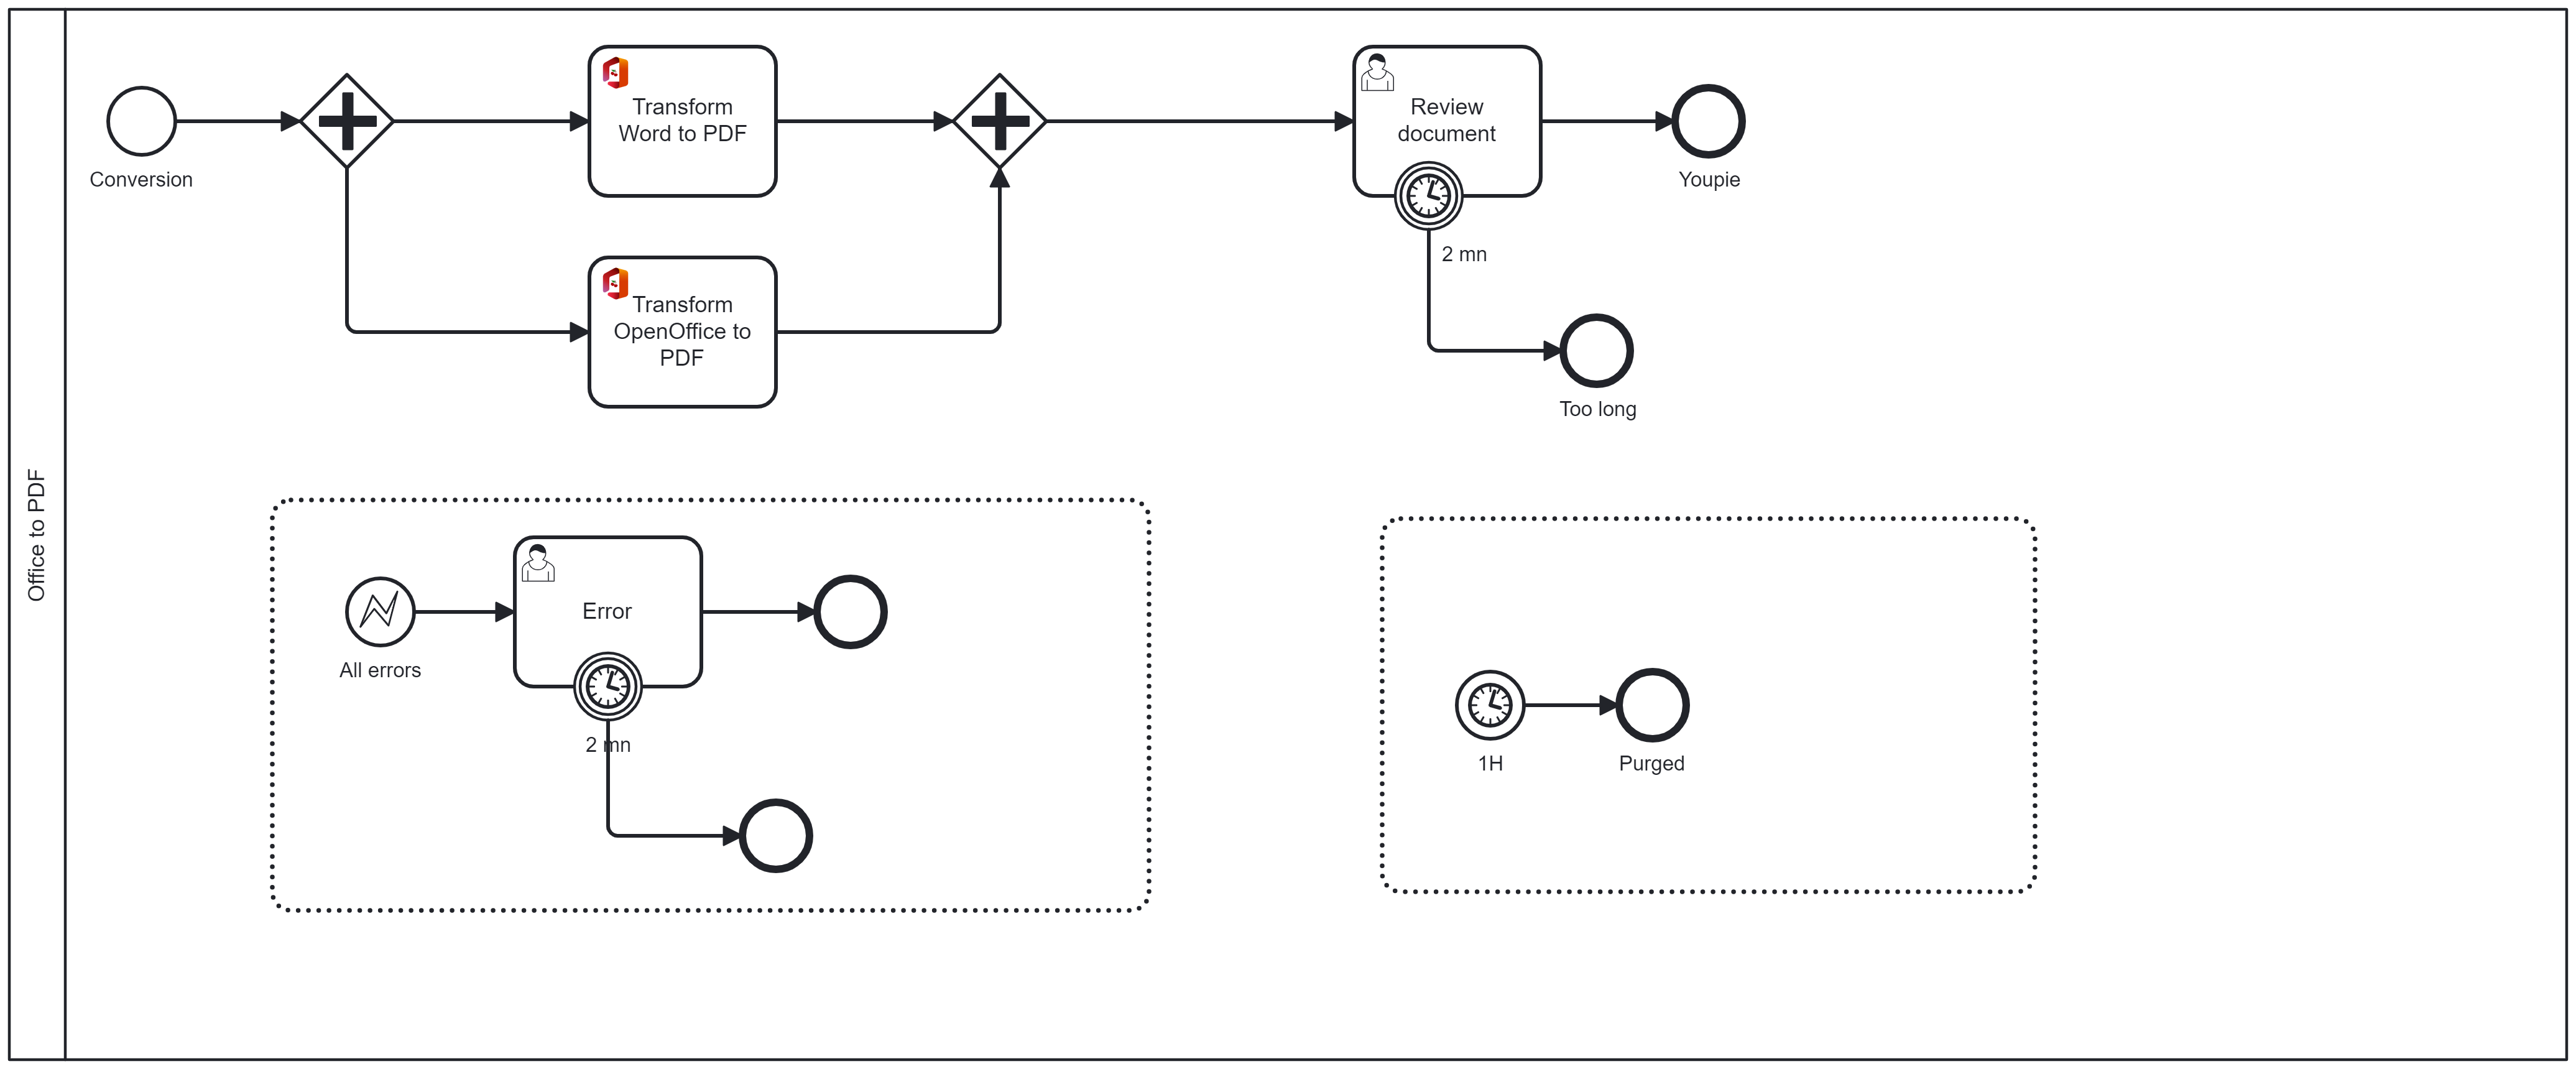 Conversion
Transform
Word to PDF
Transform
OpenOffice to
PDF
Review
document
2 mn
Youpie
Too long
Office to PDF
All errors
Error
2 mn
1H
Purged